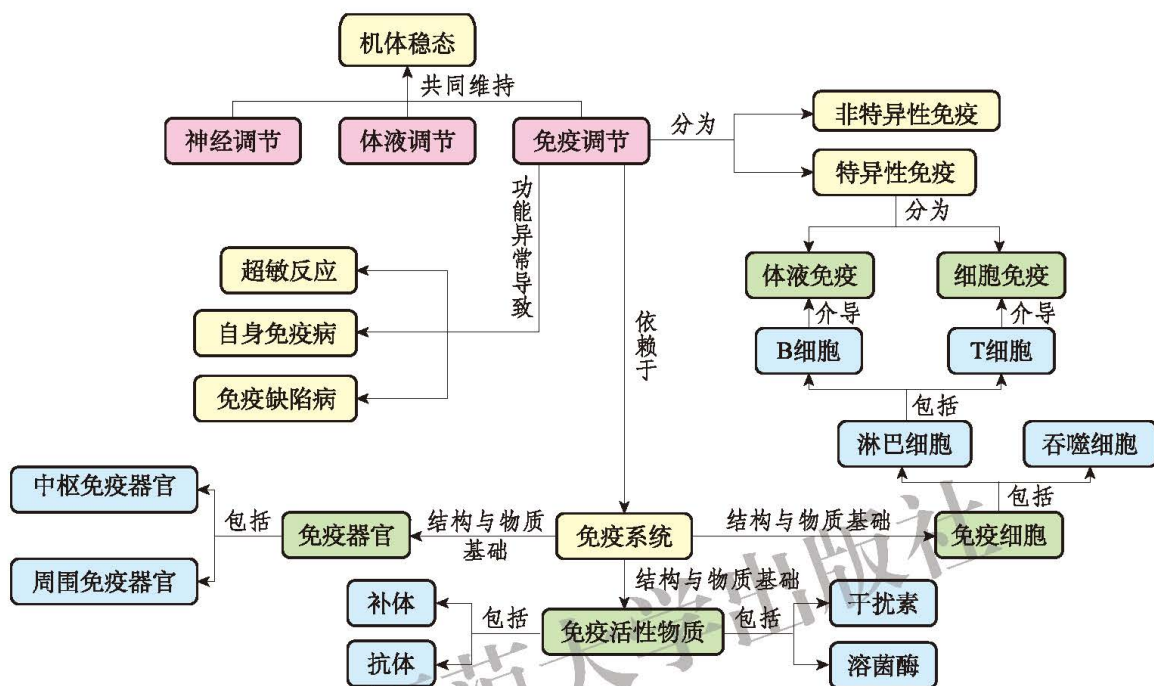 机体稳态
共同维持
神经调节
体液调节
免疫调节
分为
非特异性免疫
特异性免疫
分为
体液免疫
细胞免疫
介导
介导
B细胞
T细胞
包括
淋巴细胞
吞噬细胞
包括
功能异常导致
超敏反应
自身免疫病
免疫缺陷病
依赖于
中枢免疫器官
周围免疫器官
包括
免疫器官
结构与物质
基础
免疫系统
结构与物质基础
免疫细胞
结构与物质基础
补体
抗体
包括
免疫活性物质
包括
干扰素
溶菌酶
范大学出版社